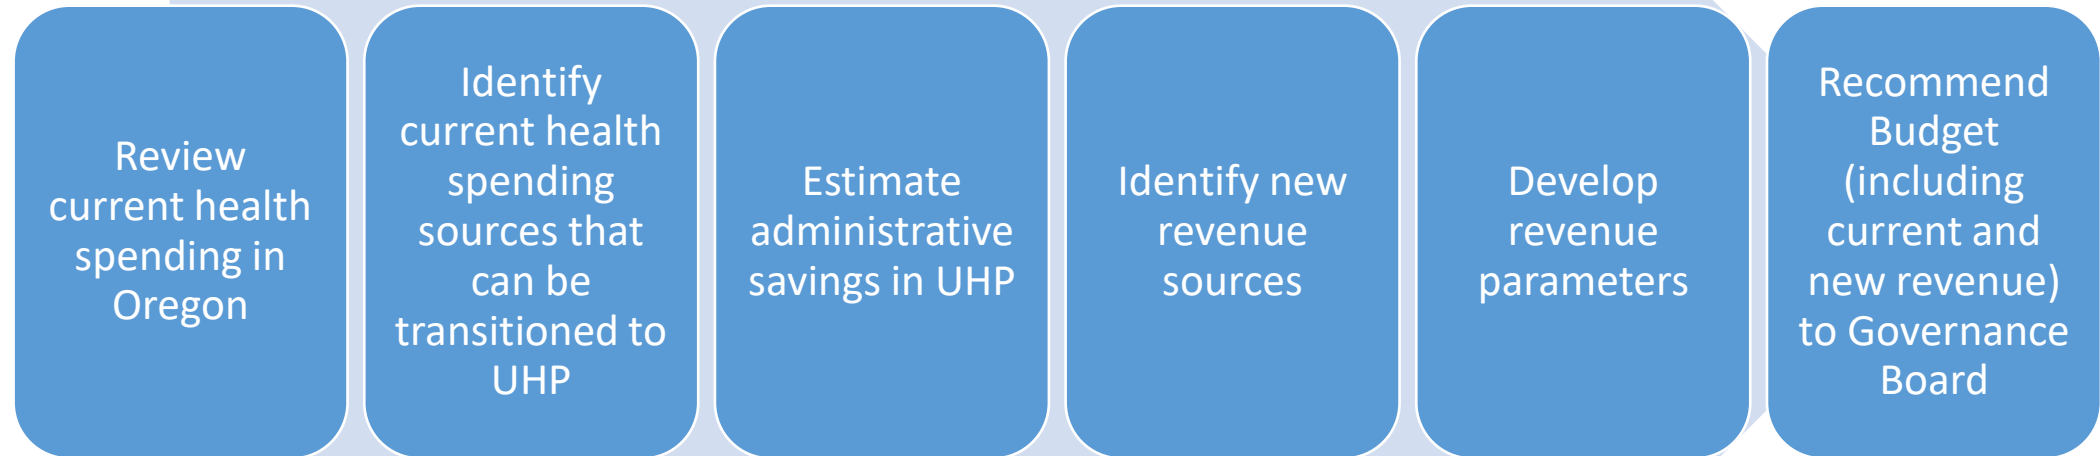 Review
current health
spending in
Oregon
Identify
current health
spending
sources that
can be
transitioned to
UHP
Estimate
administrative
savings in UHP
Identify new
revenue
sources
Develop
revenue
parameters
Recommend
Budget
(including
current and
new revenue)
to Governance
Board